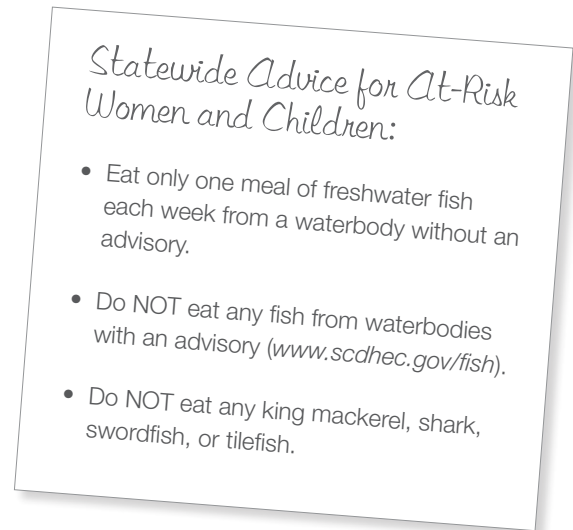 Statewide Advice for At-Risk
Women and Children:
• Eat only one meal of freshwater fish
each week from a waterbody without an
advisory.
• Do NOT eat any fish from waterbodies
with an advisory (www.scdhec.gov/fish).
• Do NOT eat any king mackerel, shark,
swordfish, or tilefish.